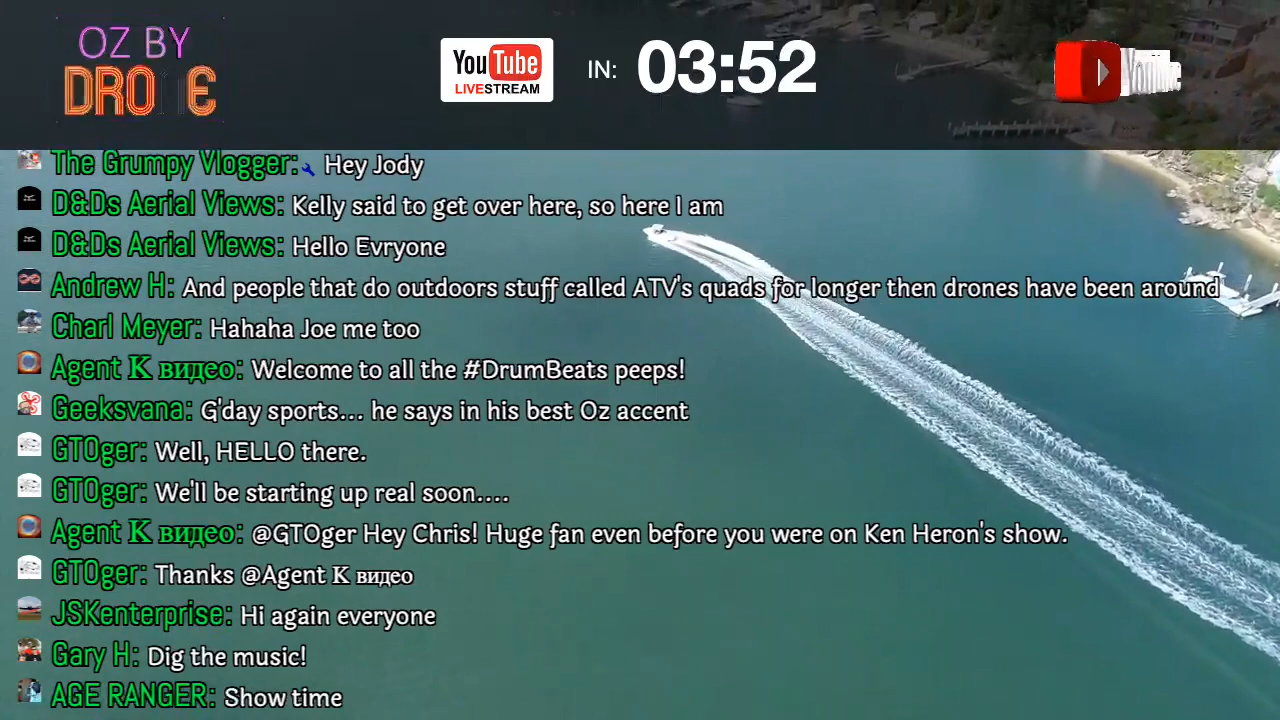 OZ BY
DRONE
YouTube
LIVESTREAM
IN: 03:52
YouTube
The Grumpy Vlogger: Hey Jody
D&Ds Aerial Views: Kelly said to get over here, so here I am
D&Ds Aerial Views: Hello Evryone
Andrew H: And people that do outdoors stuff called ATV's quads for longer then drones have been around
Charl Meyer: Hahaha Joe me too
Agent К видео: Welcome to all the #DrumBeats peeps!
Geeksvana: G'day sports... he says in his best Oz accent
GTOger: Well, HELLO there.
GTOger: We'll be starting up real soon....
Agent К видео: @GTOger Hey Chris! Huge fan even before you were on Ken Heron's show.
GTOger: Thanks @Agent К видео
JSKenterprise: Hi again everyone
Gary H: Dig the music!
AGE RANGER: Show time